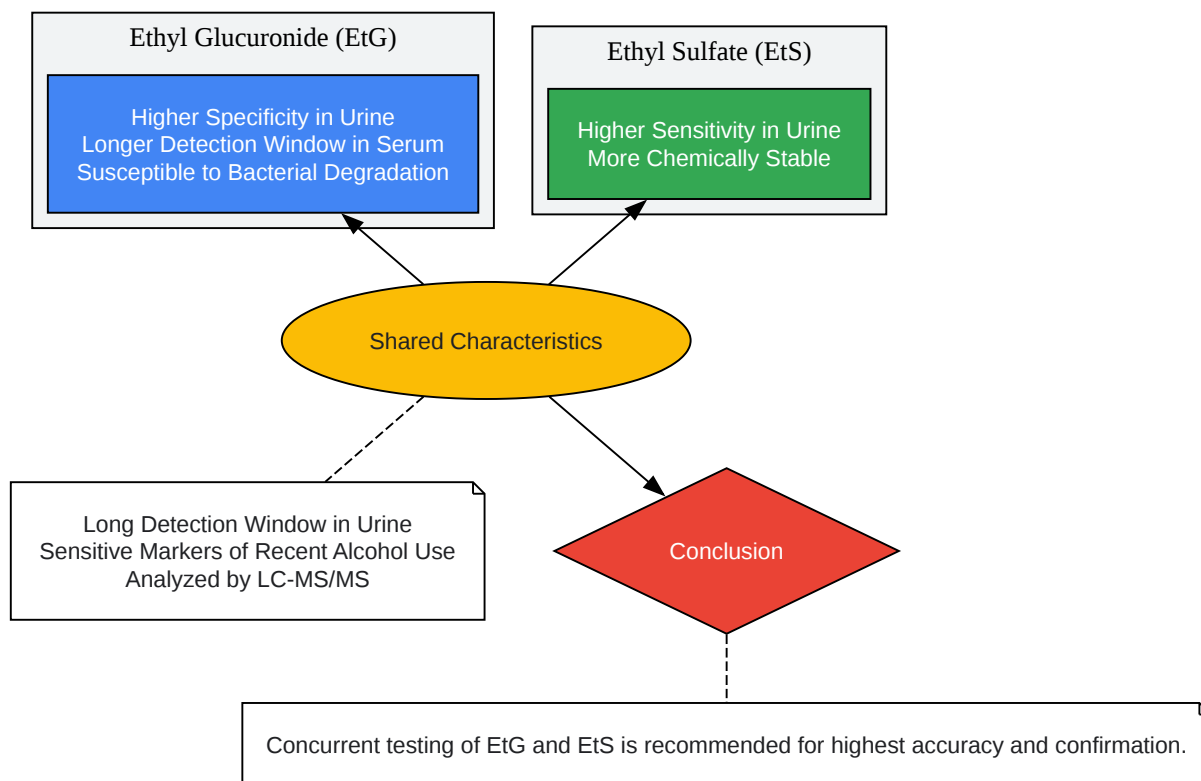 Ethyl Glucuronide (EtG)
Higher Specificity in Urine
Longer Detection Window in Serum
Susceptible to Bacterial Degradation
Ethyl Sulfate (EtS)
Higher Sensitivity in Urine
More Chemically Stable
Shared Characteristics
Long Detection Window in Urine
Sensitive Markers of Recent Alcohol Use
Analyzed by LC-MS/MS
Conclusion
Concurrent testing of EtG and EtS is recommended for highest accuracy and confirmation.